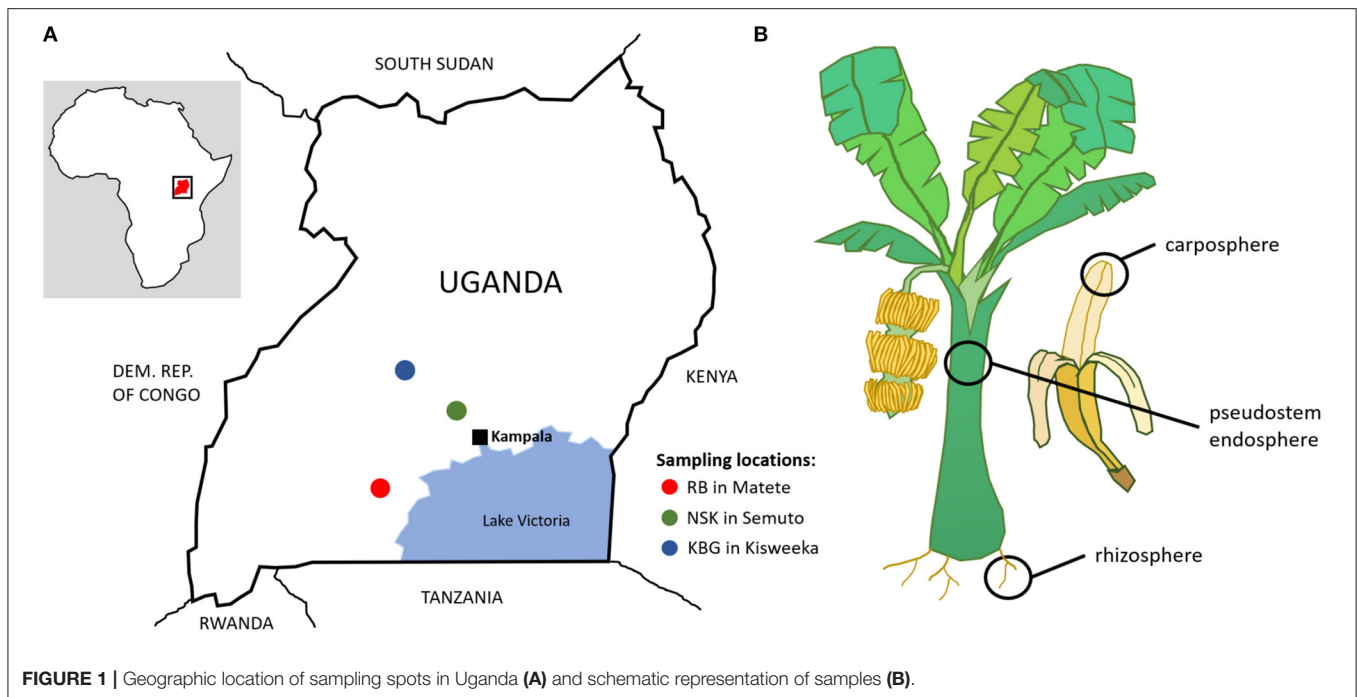 A
SOUTH SUDAN
UGANDA
DEM. REP.
OF CONGO
KENYA
Kampala
Sampling locations:
RB in Matete
NSK in Semuto
KBG in Kisweeka
Lake Victoria
TANZANIA
RWANDA
B
carposphere
pseudostem
endosphere
rhizosphere
FIGURE 1 | Geographic location of sampling spots in Uganda (A) and schematic representation of samples (B).